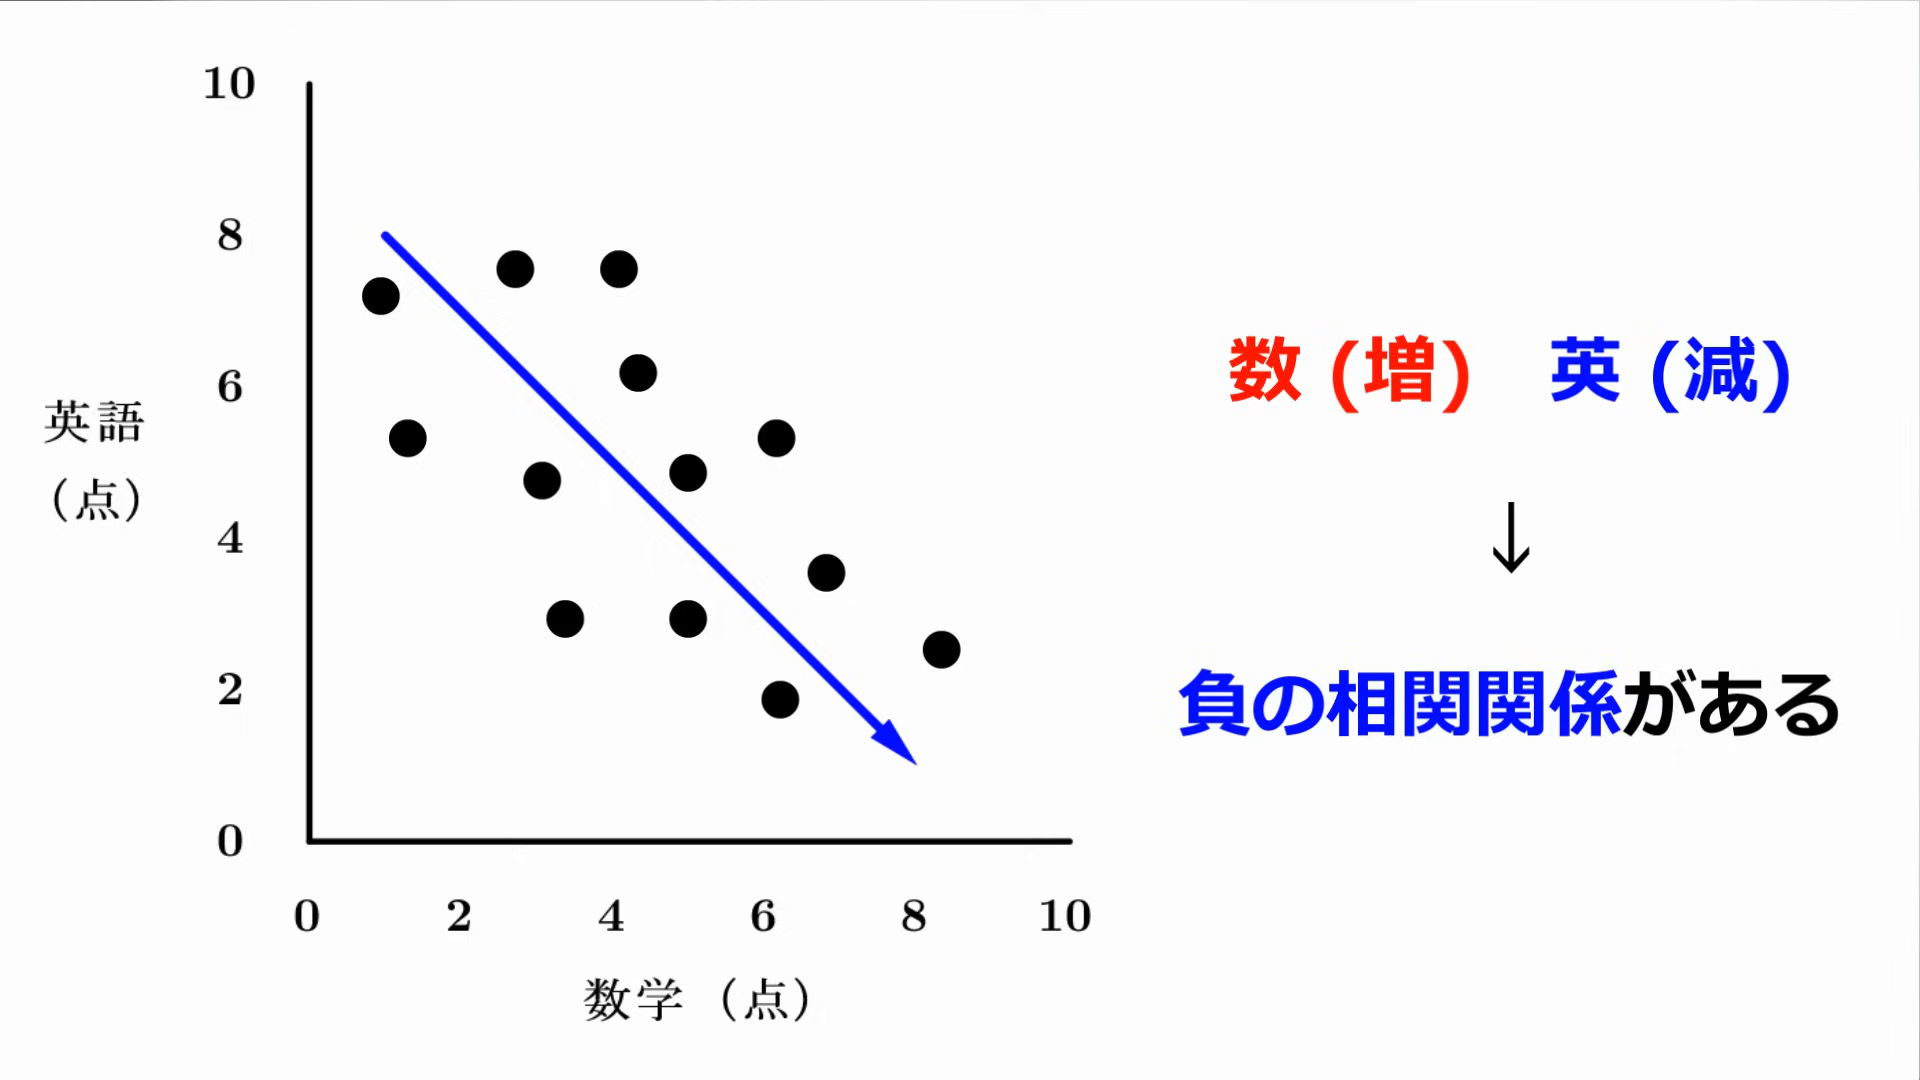 10
8
6
4
2
0
英語
（点）
0 2 4 6 8 10
数学（点）
数 (増) 英 (減)
↓
負の相関関係がある